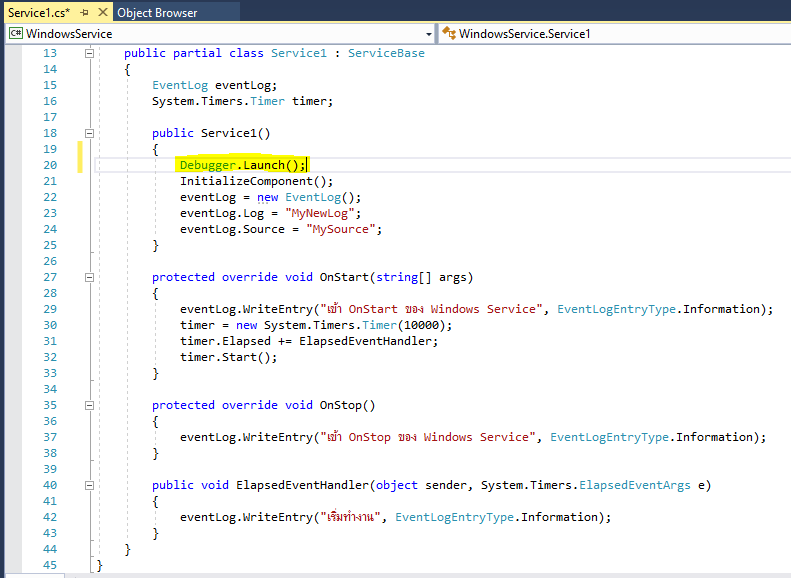 Service1.cs* Object Browser
WindowsService WindowsService.Service1
13 public partial class Service1 : ServiceBase
14 {
15 EventLog eventLog;
16 System.Timers.Timer timer;
17
18 public Service1()
19 {
20 Debugger.Launch();
21 InitializeComponent();
22 eventLog = new EventLog();
23 eventLog.Log = "MyNewLog";
24 eventLog.Source = "MySource";
25 }
26
27 protected override void OnStart(string[] args)
28 {
29 eventLog.WriteEntry("เข้า OnStart ของ Windows Service", EventLogEntryType.Information);
30 timer = new System.Timers.Timer(10000);
31 timer.Elapsed += ElapsedEventHandler;
32 timer.Start();
33 }
34
35 protected override void OnStop()
36 {
37 eventLog.WriteEntry("เข้า OnStop ของ Windows Service", EventLogEntryType.Information);
38 }
39
40 public void ElapsedEventHandler(object sender, System.Timers.ElapsedEventArgs e)
41 {
42 eventLog.WriteEntry("เริ่มทำงาน", EventLogEntryType.Information);
43 }
44 }
45 }